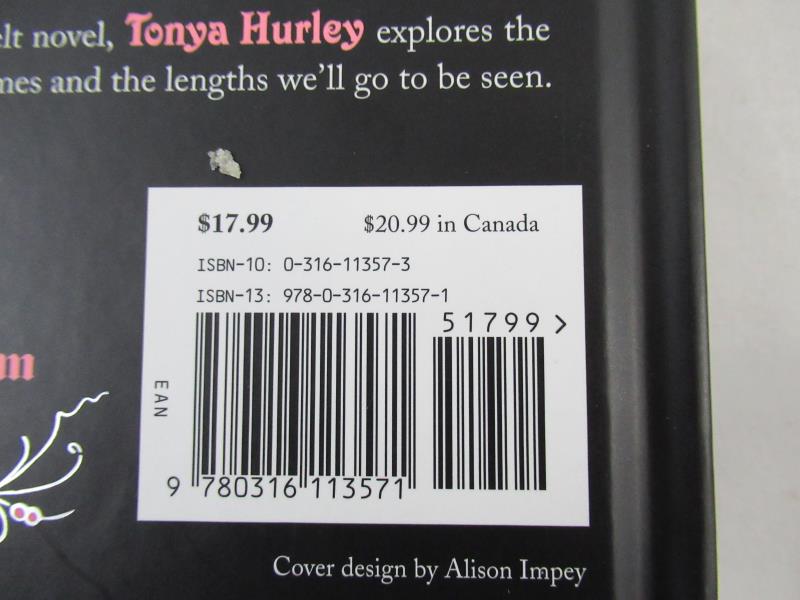 elt novel, Tonya Hurley explores the
mes and the lengths we'll go to be seen.
$17.99 $20.99 in Canada
ISBN-10: 0-316-11357-3
ISBN-13: 978-0-316-11357-1
51799 >
EAN
9 780316 113571
m
Cover design by Alison Impey